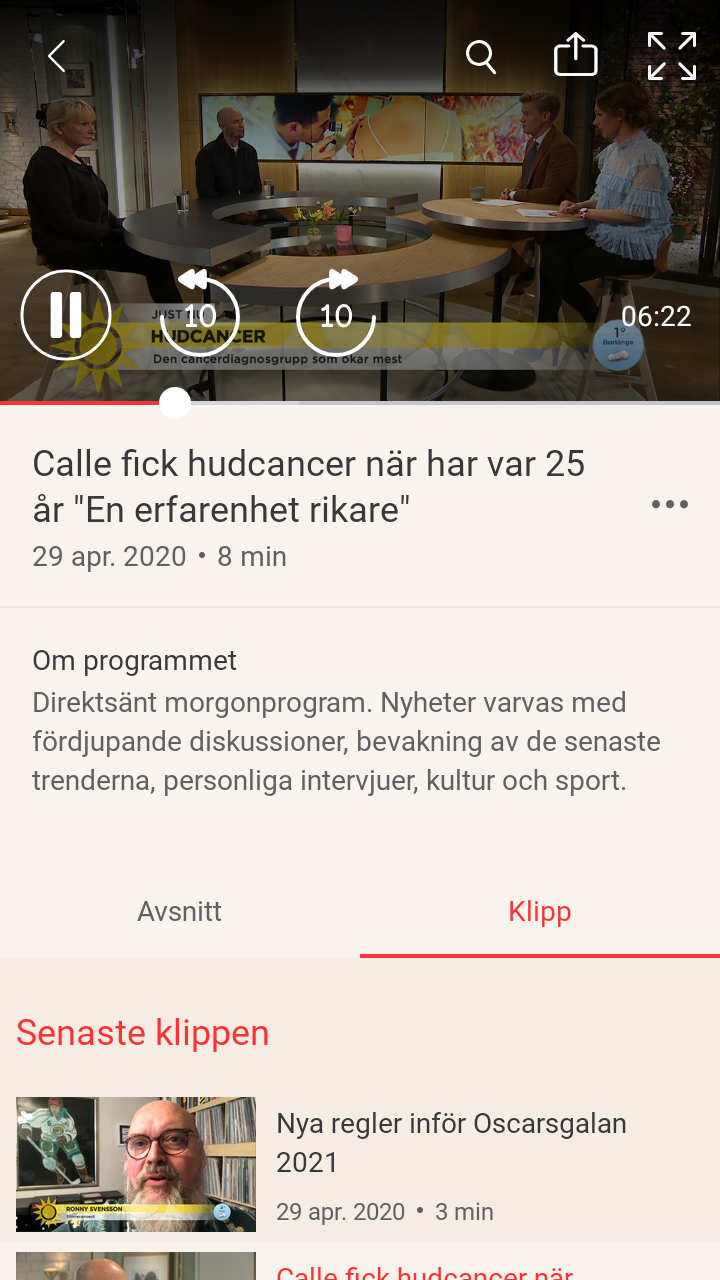 JUST NU
10
10
06:22
HUDCANCER
1°
Borlänge
Den cancerdiagnosgrupp som ökar mest
Calle fick hudcancer när har var 25
år "En erfarenhet rikare"
29 apr. 2020 • 8 min
Om programmet
Direktsänt morgonprogram. Nyheter varvas med
fördjupande diskussioner, bevakning av de senaste
trenderna, personliga intervjuer, kultur och sport.
Avsnitt
Klipp
Senaste klippen
Nya regler inför Oscarsgalan
2021
RONNY SVENSSON
29 apr. 2020 • 3 min
Calle fick hudcancer när